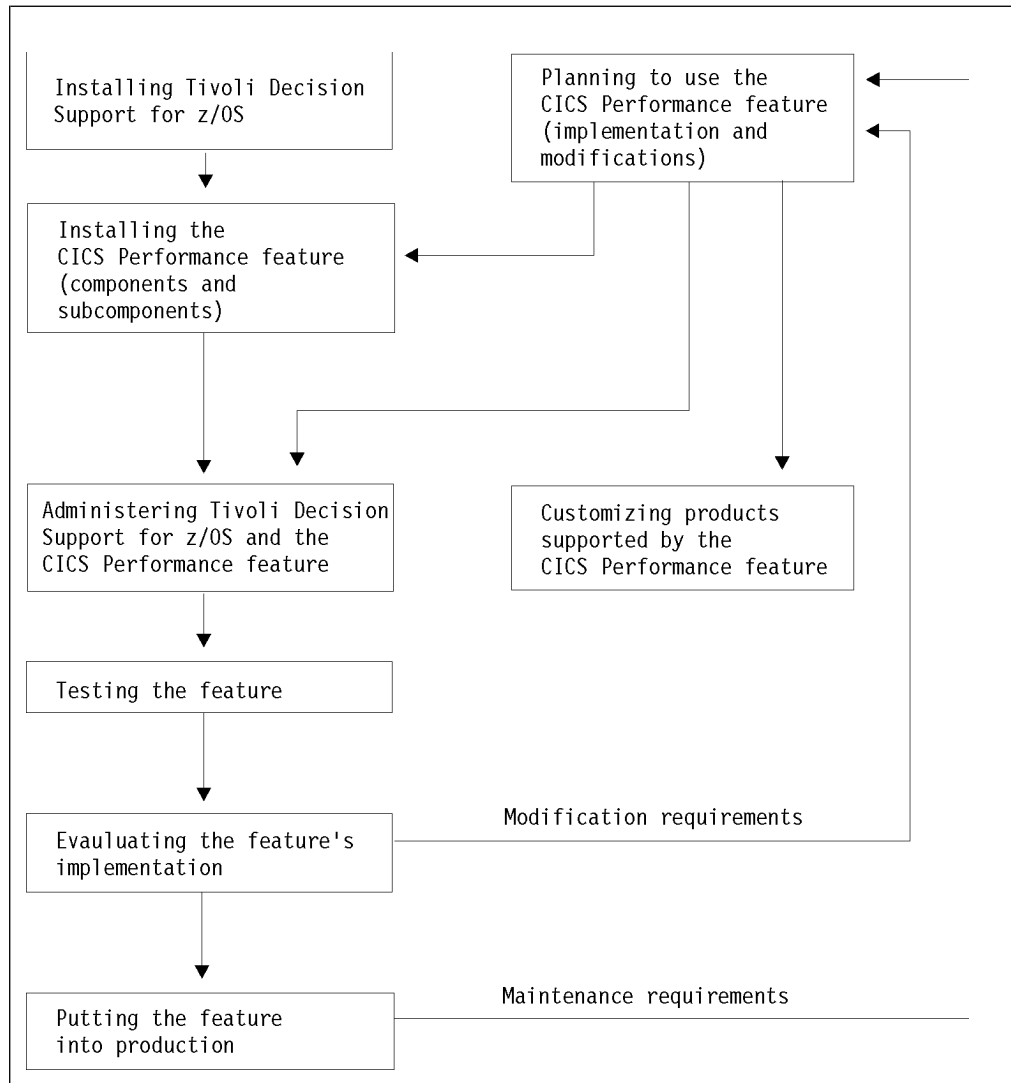 Installing Tivoli Decision
Support for z/OS
Planning to use the
CICS Performance feature
(implementation and
modifications)
Installing the
CICS Performance feature
(components and
subcomponents)
Administering Tivoli Decision
Support for z/OS and the
CICS Performance feature
Customizing products
supported by the
CICS Performance feature
Testing the feature
Evauluating the feature's
implementation
Modification requirements
Putting the feature
into production
Maintenance requirements